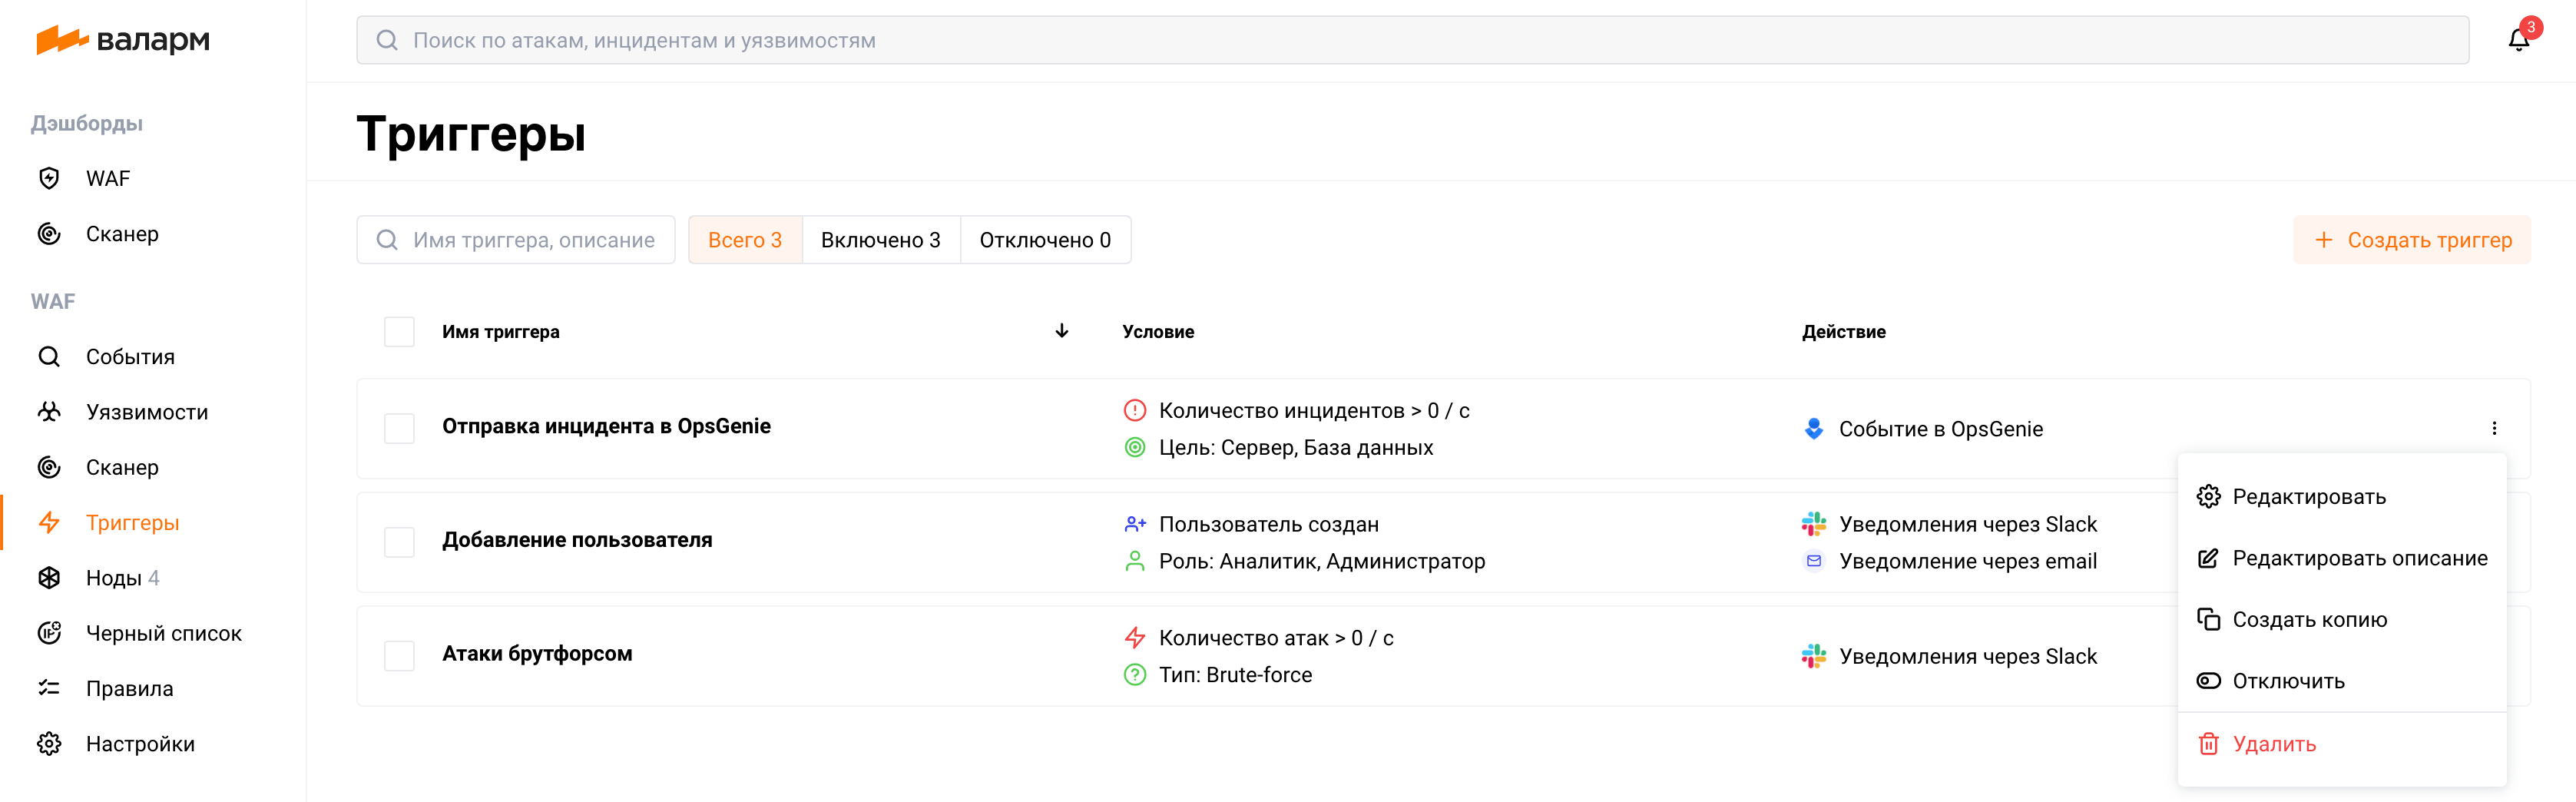 валарм
Поиск по атакам, инцидентам и уязвимостям
3
Дэшборды
WAF
Сканер
WAF
События
Уязвимости
Сканер
Триггеры
Ноды 4
Черный список
Правила
Настройки
Триггеры
Имя триггера, описание
Всего 3
Включено 3
Отключено 0
Создать триггер
Имя триггера
Условие
Действие
Отправка инцидента в OpsGenie
Количество инцидентов > 0 / с
Цель: Сервер, База данных
Событие в OpsGenie
Добавление пользователя
Пользователь создан
Роль: Аналитик, Администратор
Уведомления через Slack
Уведомление через email
Атаки брутфорсом
Количество атак > 0 / с
Тип: Brute-force
Уведомления через Slack
Редактировать
Редактировать описание
Создать копию
Отключить
Удалить